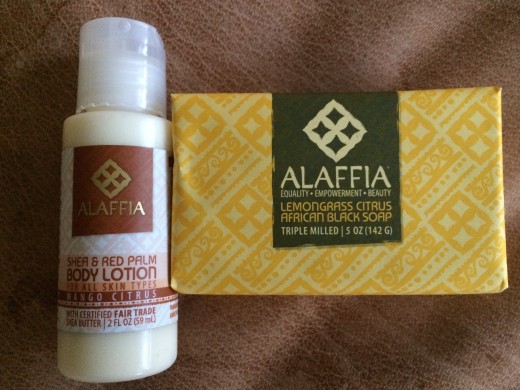 ALAFFIA
SHEA & RED PALM
BODY LOTION
FOR ALL SKIN TYPES
MANGO CITRUS
WITH CERTIFIED FAIR TRADE
SHEA BUTTER | 2 FL OZ (59 mL)
ALAFFIA
EQUALITY • EMPOWERMENT • BEAUTY
LEMONGRASS CITRUS
AFRICAN BLACK SOAP
TRIPLE MILLED | 5 OZ (142 G)